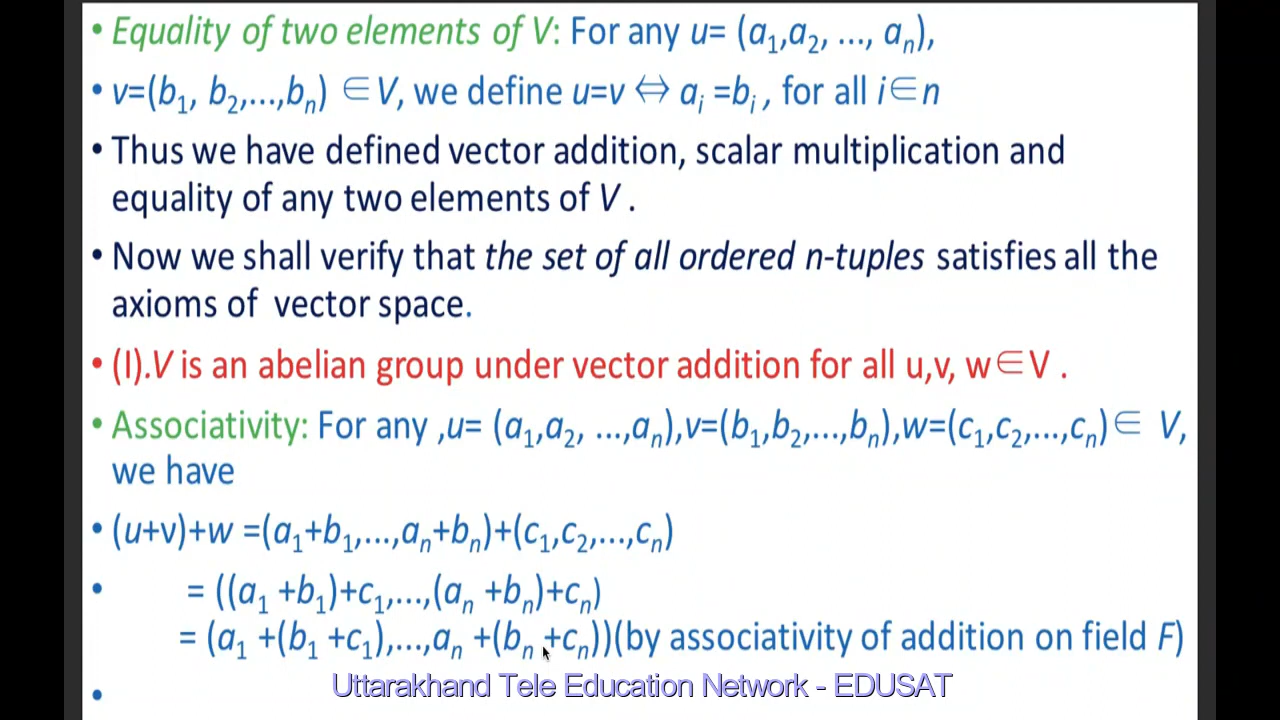 • Equality of two elements of V: For any u= (a₁,a₂, ..., aₙ),
• v=(b₁, b₂,...,bₙ) ∈V, we define u=v ⇔ aᵢ =bᵢ , for all i∈n
• Thus we have defined vector addition, scalar multiplication and
equality of any two elements of V .
• Now we shall verify that the set of all ordered n-tuples satisfies all the
axioms of vector space.
• (I).V is an abelian group under vector addition for all u,v, w∈V .
• Associativity: For any ,u= (a₁,a₂, ...,aₙ),v=(b₁,b₂,...,bₙ),w=(c₁,c₂,...,cₙ)∈ V,
we have
• (u+v)+w =(a₁+b₁,...,aₙ+bₙ)+(c₁,c₂,...,cₙ)
• = ((a₁ +b₁)+c₁,...,(aₙ +bₙ)+cₙ)
= (a₁ +(b₁ +c₁),...,aₙ +(bₙ +cₙ))(by associativity of addition on field F)
•
Uttarakhand Tele Education Network - EDUSAT